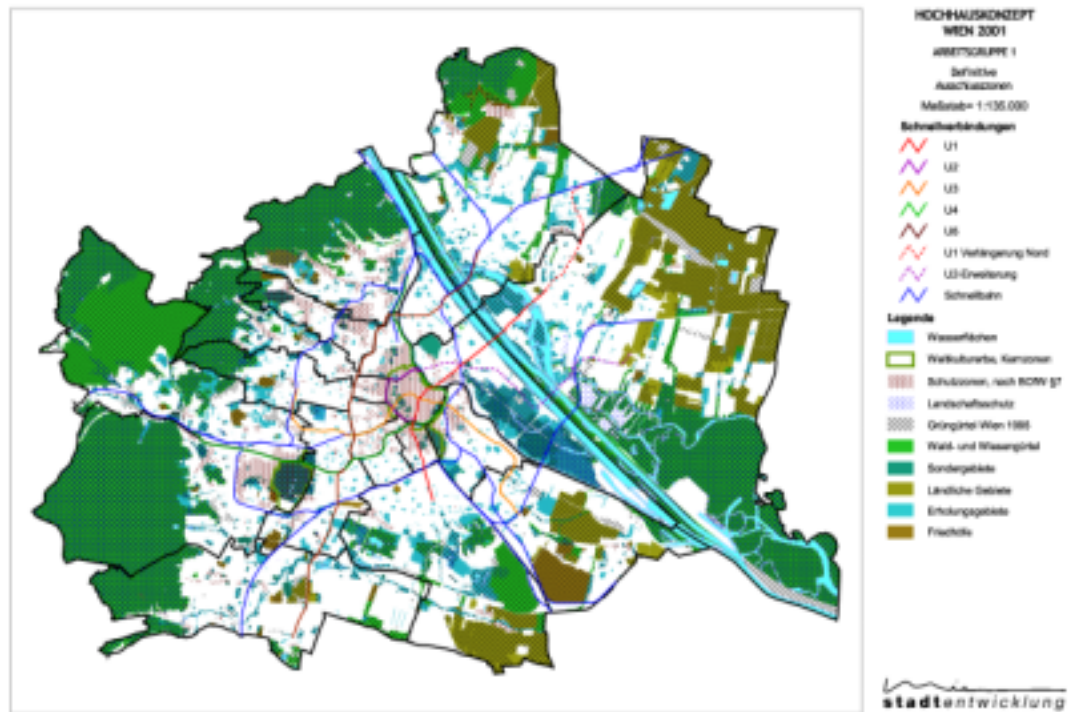 HOCHHAUSKONZEPT
WIEN 2001
ARBEITSGRUPPE 1
Definitive
Ausschlusszonen
Maßstab= 1:135.000
Schnellverbindungen
U1
U2
U3
U4
U6
U1 Verlängerung Nord
U2-Erweiterung
Schnellbahn
Legende
Wasserflächen
Weltkulturerbe, Kernzonen
Schutzzonen, nach BOfW §7
Landschaftsschutz
Grüngürtel Wien 1995
Wald- und Wiesengürtel
Sondergebiete
Ländliche Gebiete
Erholungsgebiete
Friedhöfe
stadtentwicklung